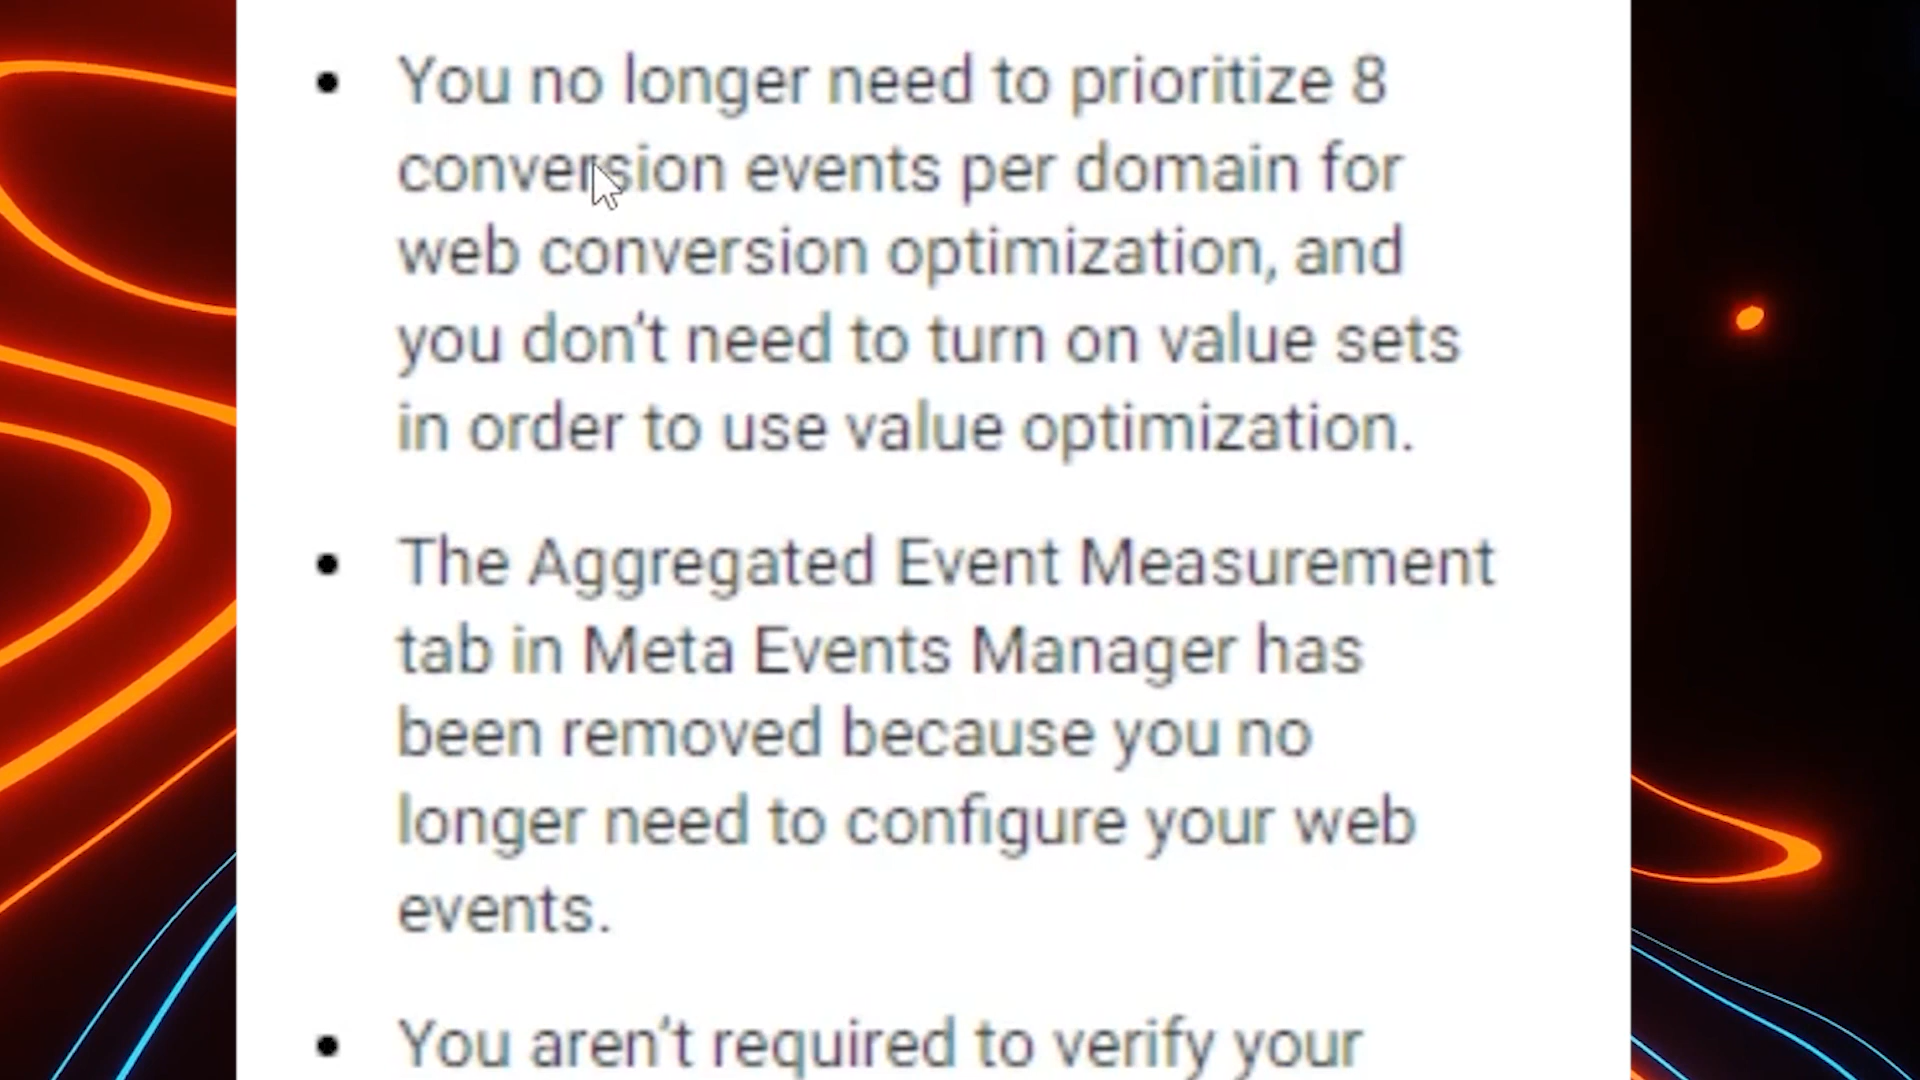 • You no longer need to prioritize 8
conversion events per domain for
web conversion optimization, and
you don't need to turn on value sets
in order to use value optimization.
• The Aggregated Event Measurement
tab in Meta Events Manager has
been removed because you no
longer need to configure your web
events.
• You aren't required to verify your